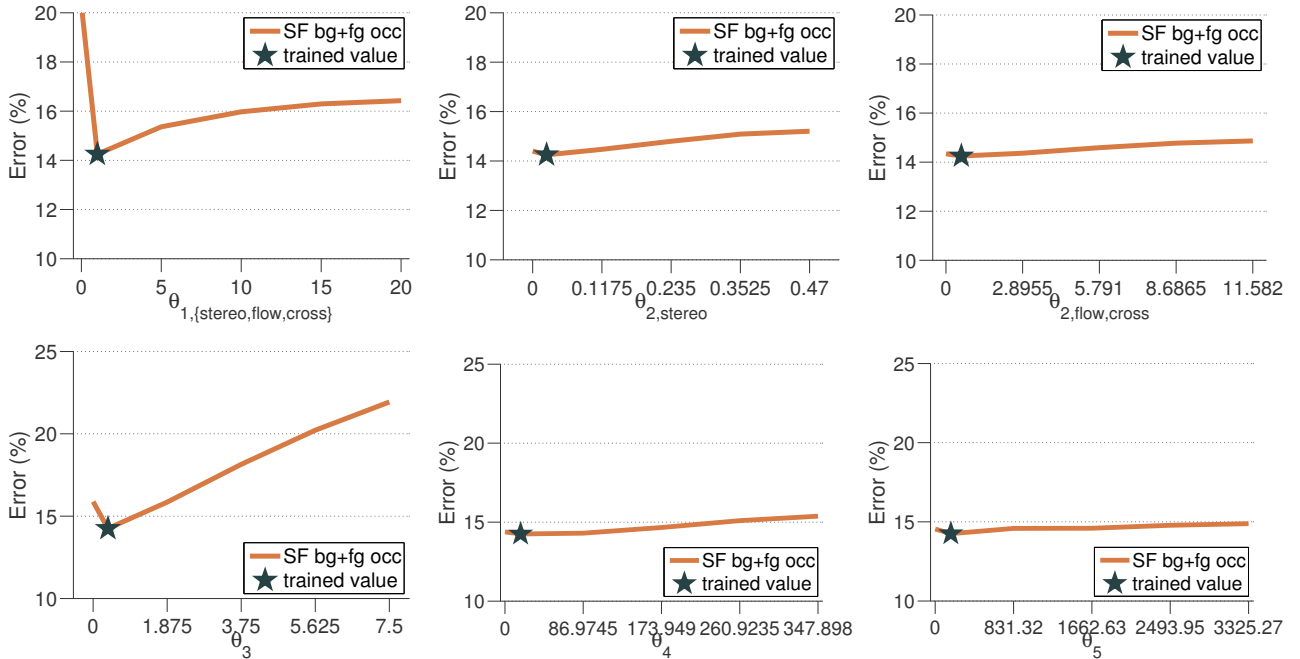 20
18
16
14
12
10
Error (%)
SF bg+fg occ
trained value
0 5 10 15 20
θ1,{stereo,flow,cross}
20
18
16
14
12
10
Error (%)
SF bg+fg occ
trained value
0 0.1175 0.235 0.3525 0.47
θ2,stereo
20
18
16
14
12
10
Error (%)
SF bg+fg occ
trained value
0 2.8955 5.791 8.6865 11.582
θ2,flow,cross
25
20
15
10
Error (%)
SF bg+fg occ
trained value
0 1.875 3.75 5.625 7.5
θ3
25
20
15
10
Error (%)
SF bg+fg occ
trained value
0 86.9745 173.949 260.9235 347.898
θ4
25
20
15
10
Error (%)
SF bg+fg occ
trained value
0 831.32 1662.63 2493.95 3325.27
θ5